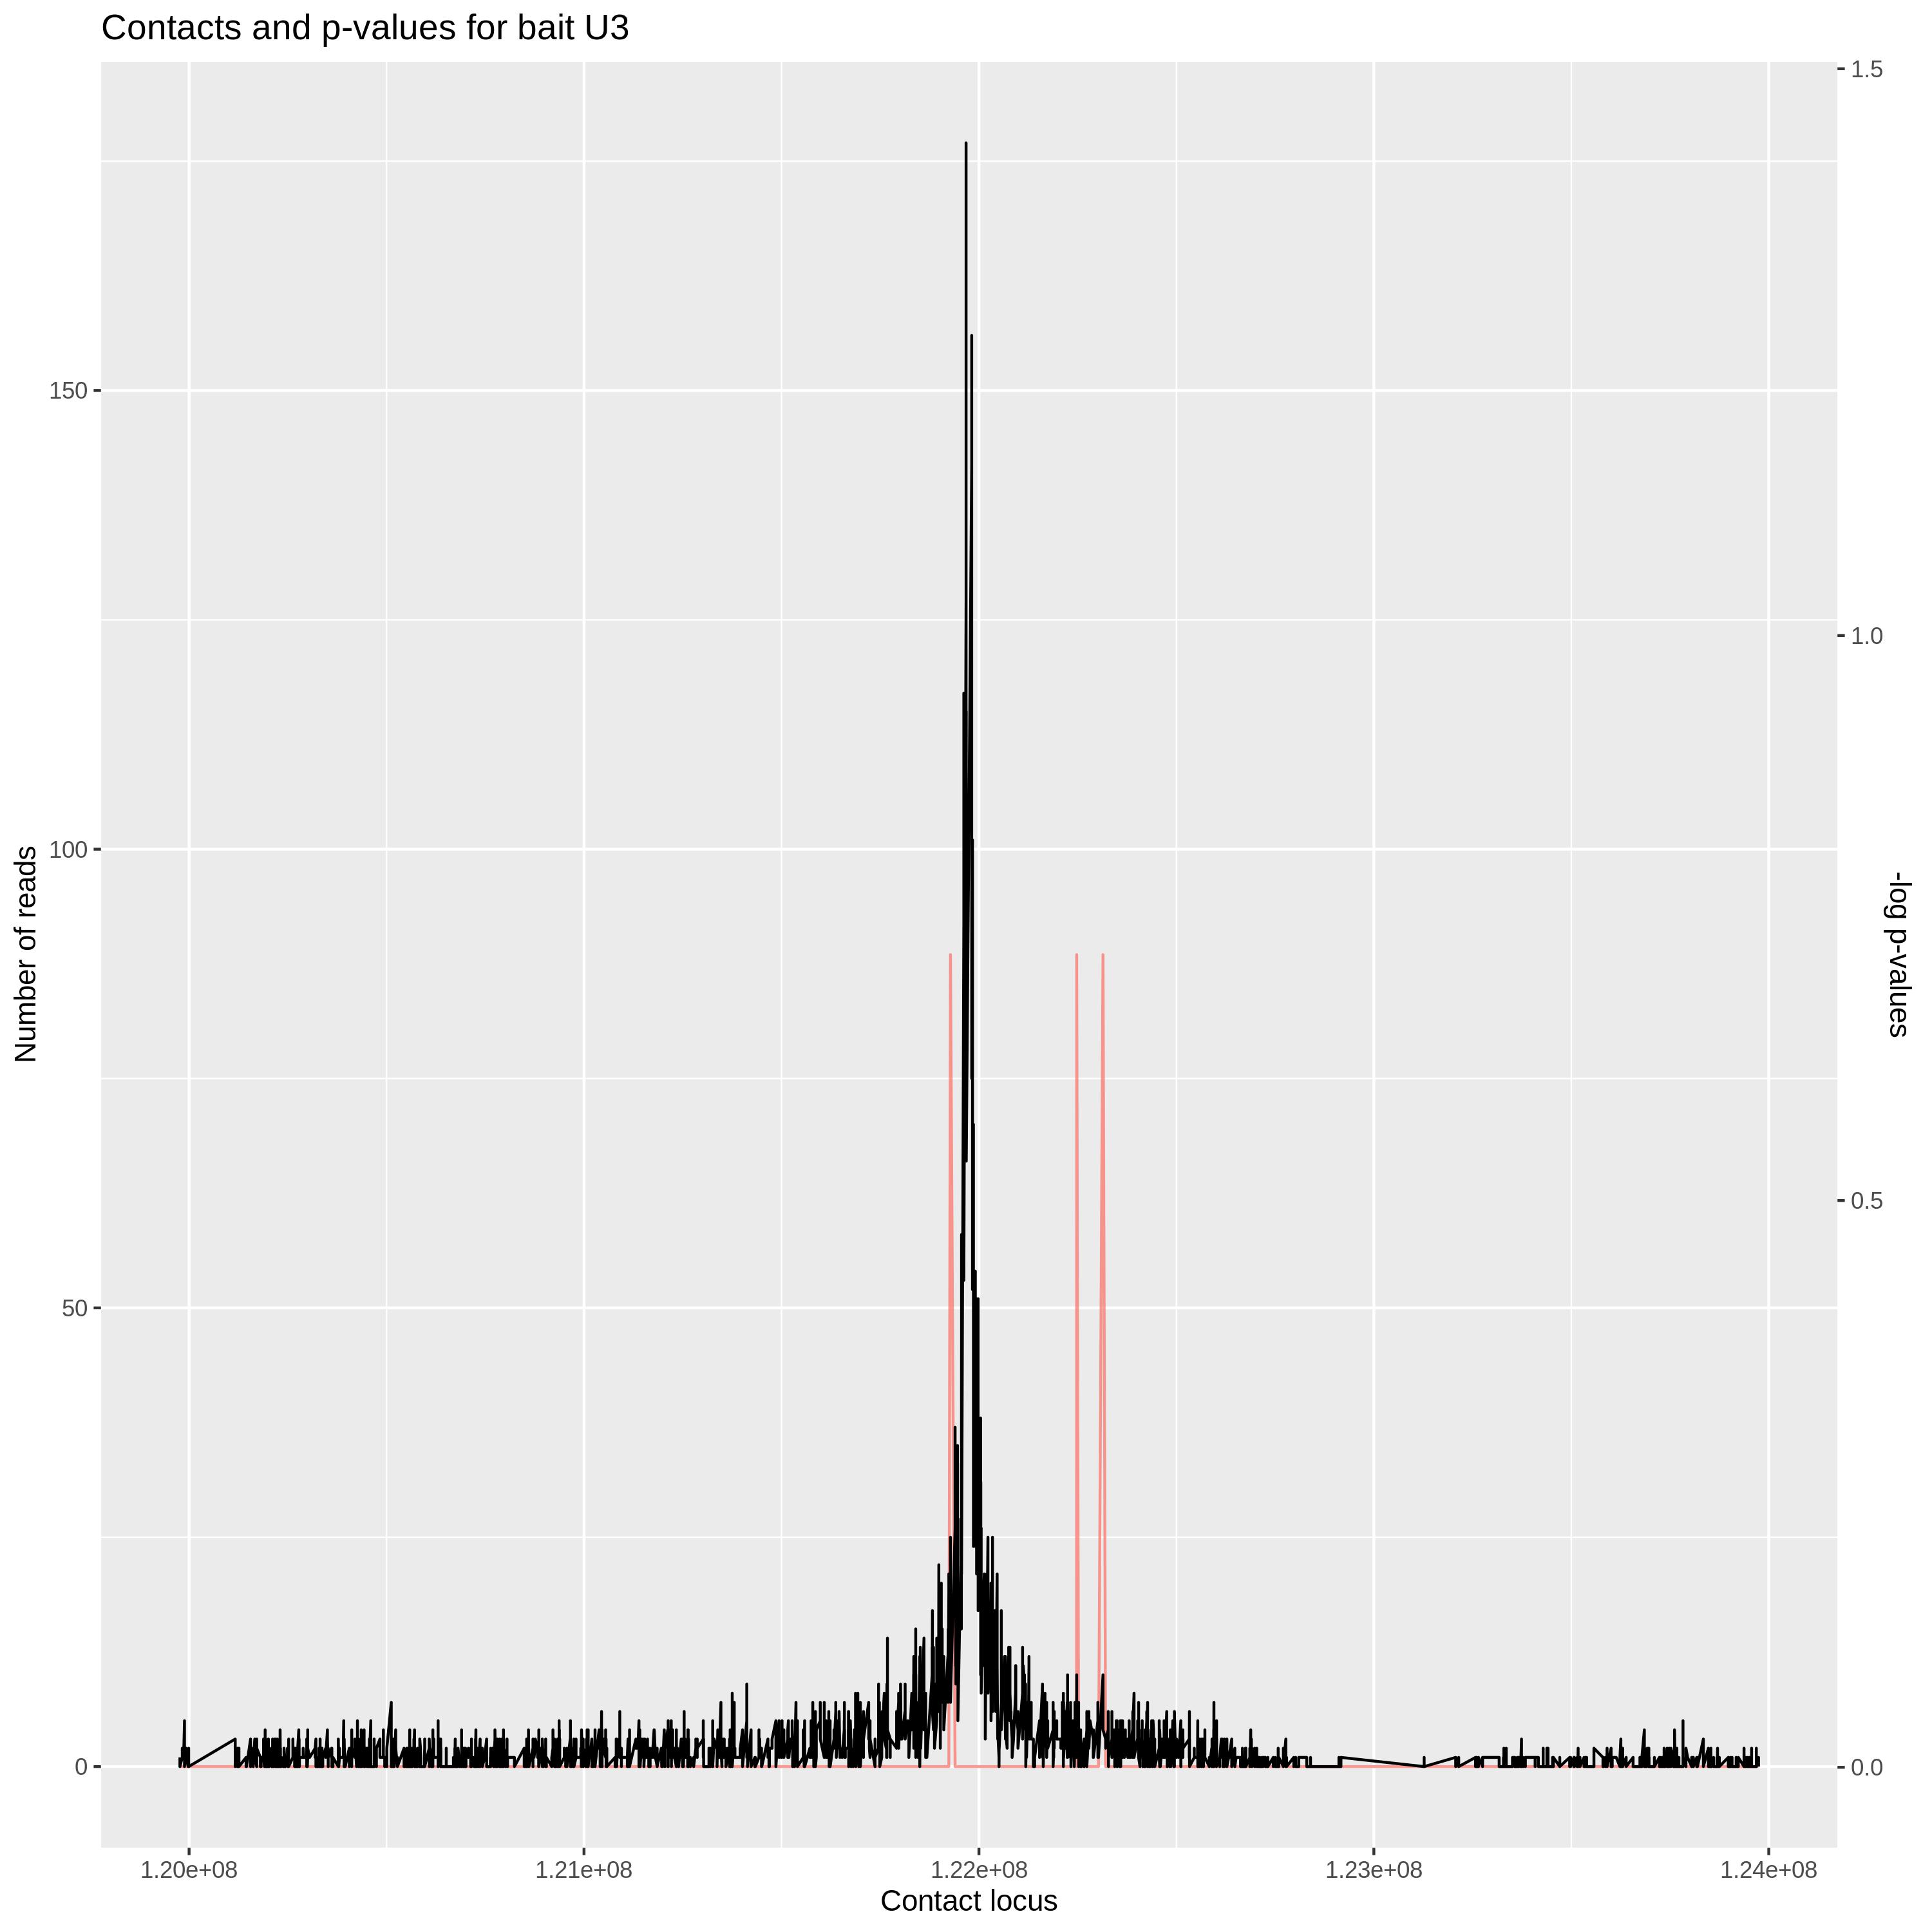 Contacts and p-values for bait U3
1.5
150
1.0
100
Number of reads
-log p-values
0.5
50
0
0.0
1.20e+08 1.21e+08 1.22e+08 1.23e+08 1.24e+08
Contact locus